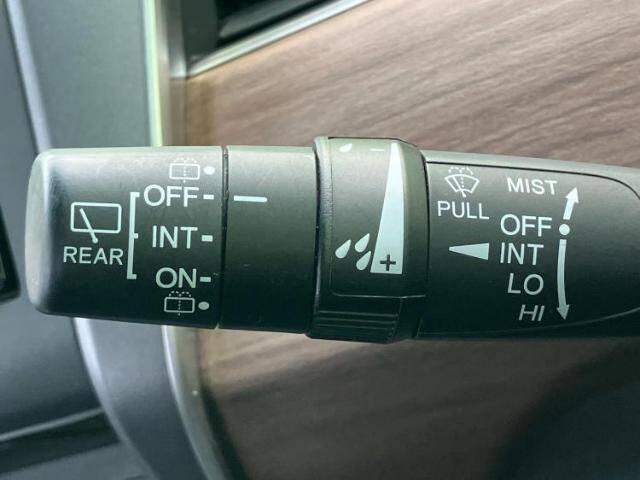 OFF
INT
ON
REAR
-
+
PULL
MIST
OFF
INT
LO
HI